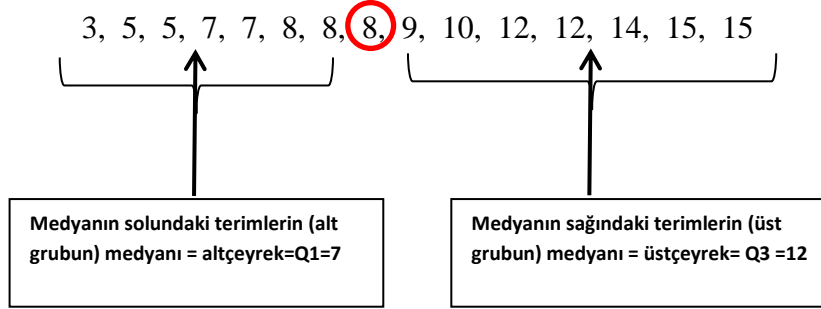 3, 5, 5, 7, 7, 8, 8, 8, 9, 10, 12, 12, 14, 15, 15
Medyanın solundaki terimlerin (alt
grubun) medyanı = altçeyrek=Q1=7
Medyanın sağındaki terimlerin (üst
grubun) medyanı = üstçeyrek= Q3 =12